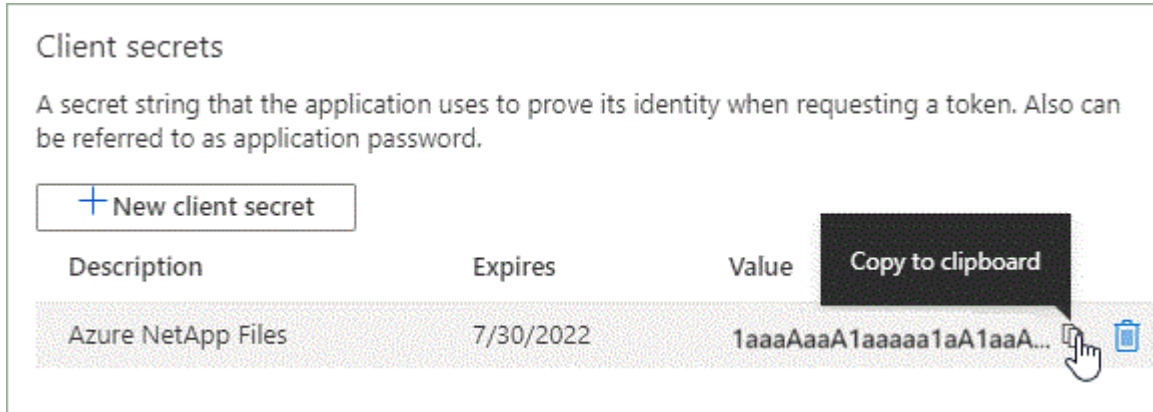 Client secrets
A secret string that the application uses to prove its identity when requesting a token. Also can
be referred to as application password.
+ New client secret
Copy to clipboard
Description Expires Value
Azure NetApp Files 7/30/2022 1aaaAaaA1aaaaa1aA1aaA...